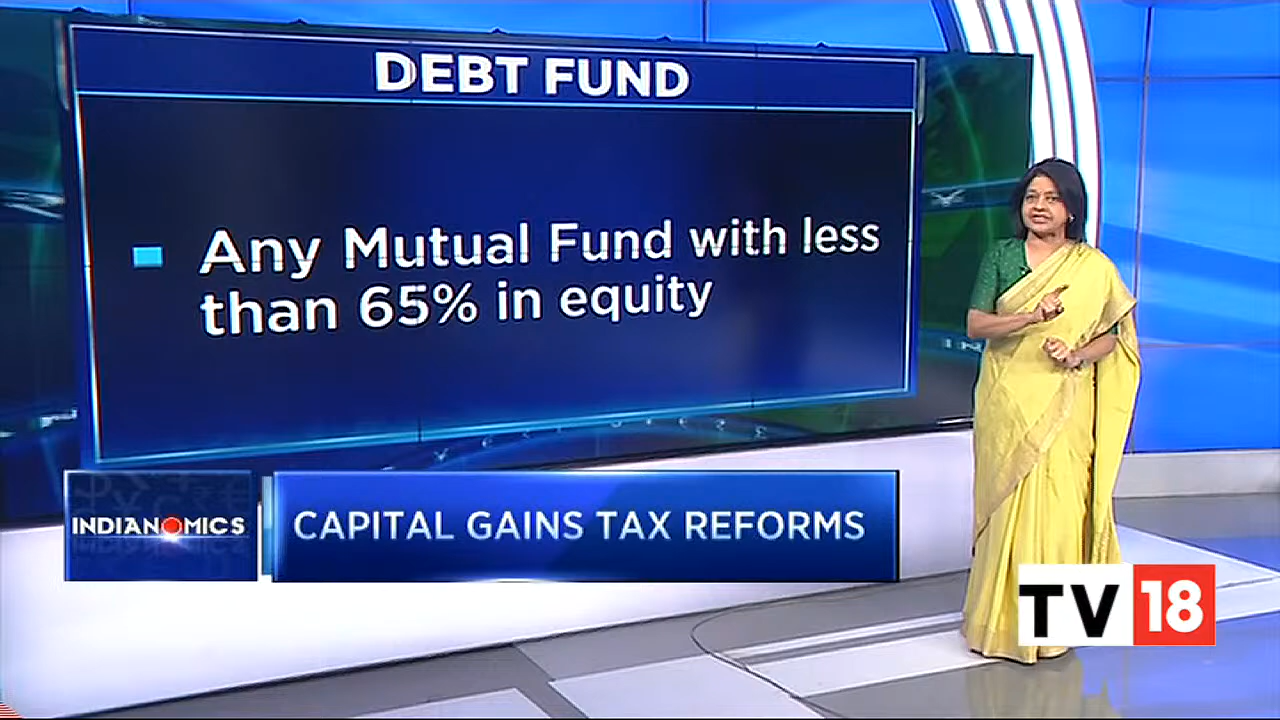 DEBT FUND
Any Mutual Fund with less
than 65% in equity
INDIANOMICS
CAPITAL GAINS TAX REFORMS
TV18